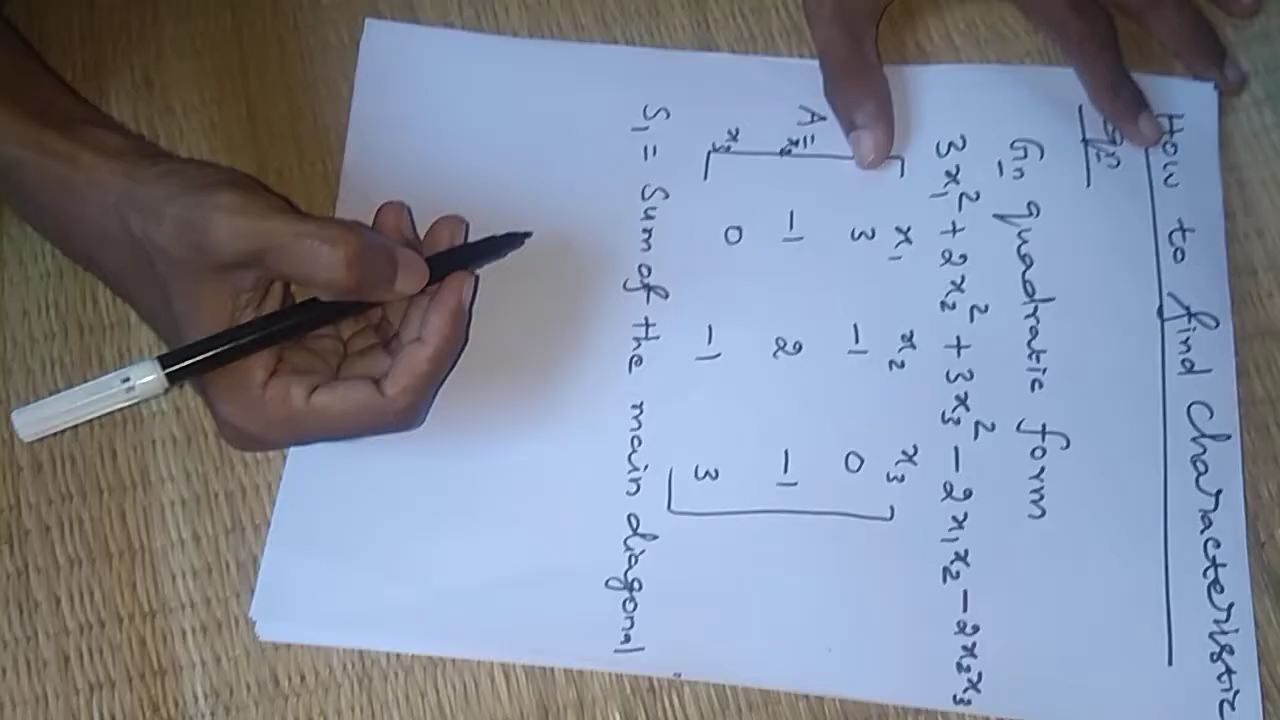 How to find Characteristic
eqn
Gn quadratic form
3x₁² + 2x₂² + 3x₃² - 2x₁x₂ - 2x₂x₃
x₁ x₂ x₃
3 -1 0
A = x₂ -1 2 -1
x₃ 0 -1 3
S₁ = Sum of the main diagonal